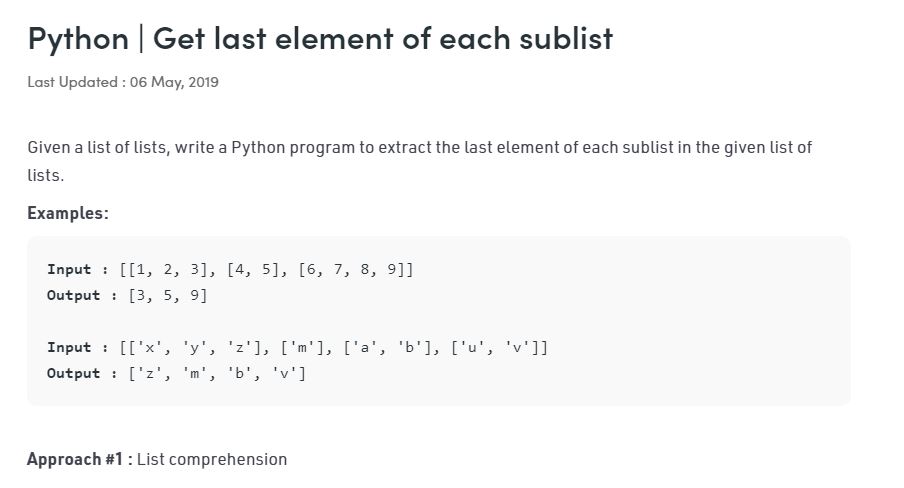 Python | Get last element of each sublist
Last Updated : 06 May, 2019
Given a list of lists, write a Python program to extract the last element of each sublist in the given list of
lists.
Examples:
Input : [[1, 2, 3], [4, 5], [6, 7, 8, 9]]
Output : [3, 5, 9]
Input : [['x', 'y', 'z'], ['m'], ['a', 'b'], ['u', 'v']]
Output : ['z', 'm', 'b', 'v']
Approach #1 : List comprehension